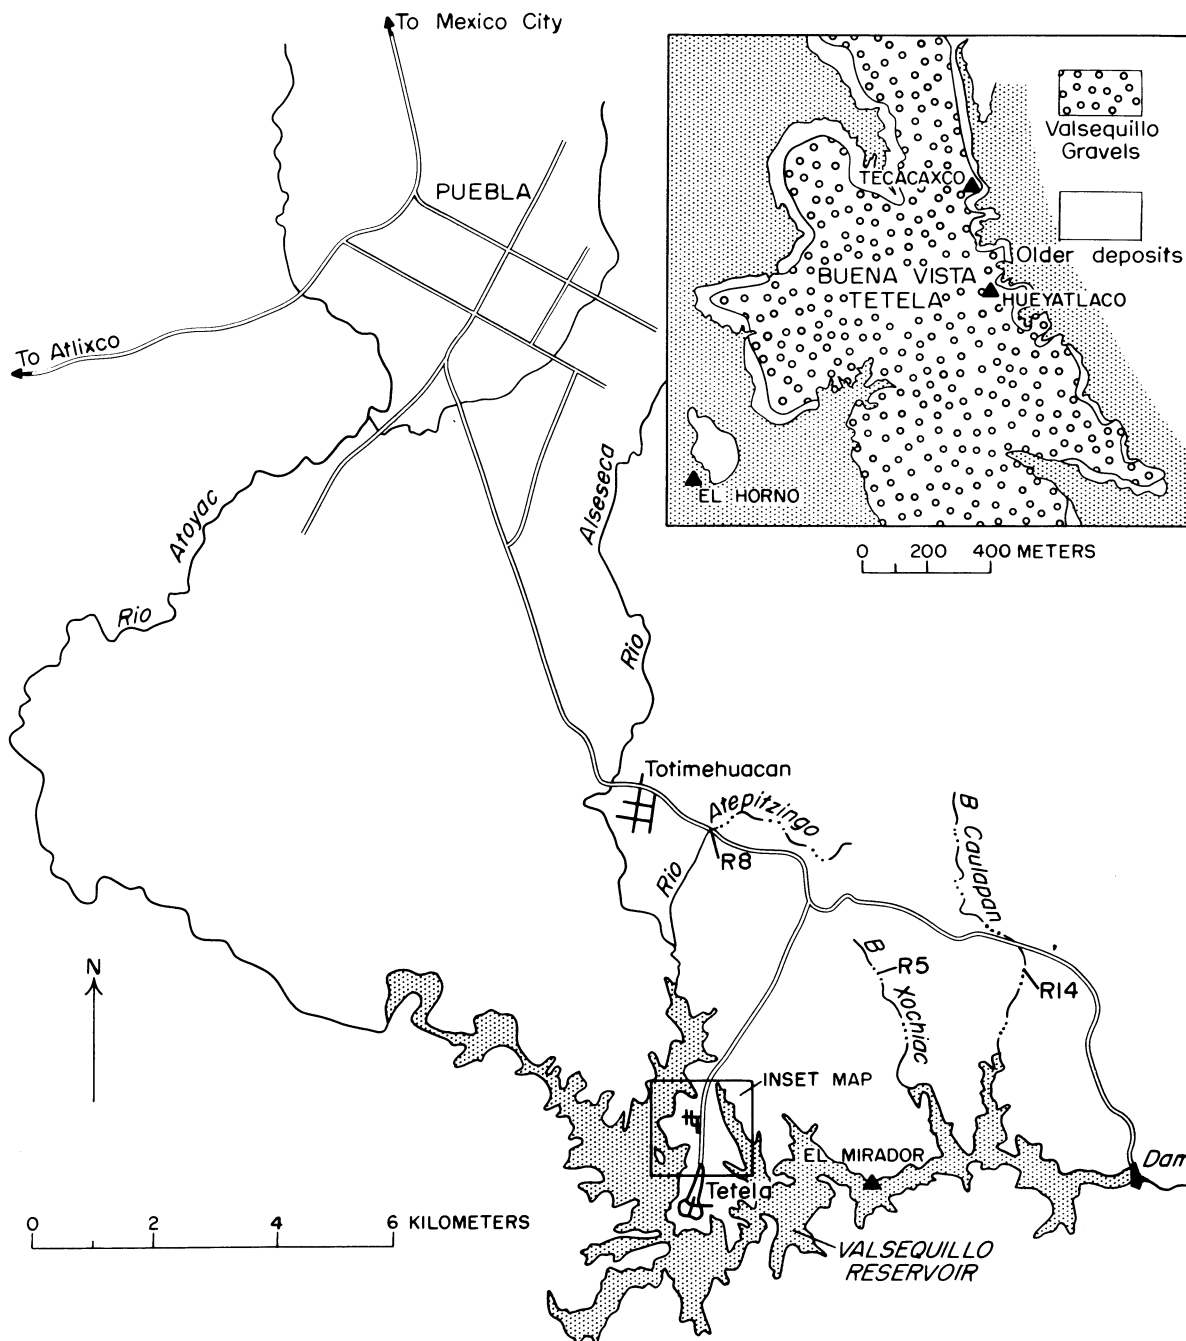 To Mexico City
PUEBLA
To Atlixco
Rio Atoyac
Rio Alseseca
Valsequillo
Gravels
TECACAXCO
Older deposits
BUENA VISTA
TETELA
HUEYATLACO
EL HORNO
0 200 400 METERS
Totimehuacan
Rio Atepitzingo
R8
B Caulapan
B Xochiac
R5
R14
N
INSET MAP
EL MIRADOR
Dam
Tetela
0 2 4 6 KILOMETERS
VALSEQUILLO
RESERVOIR